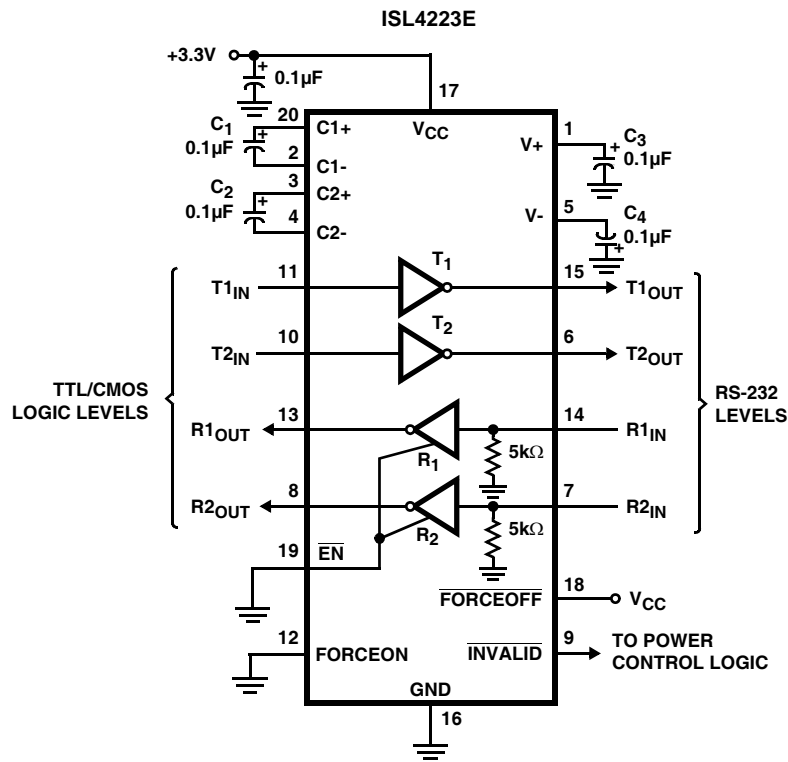 ISL4223E
+3.3V
+
0.1µF
17
20
C1+
VCC
1
C1
0.1µF
+
V+
+
C3
0.1µF
2
C1-
3
C2+
C2
0.1µF
+
4
C2-
V-
5
C4
0.1µF
+
T1IN
11
T1
15
T1OUT
T2IN
10
T2
6
T2OUT
TTL/CMOS
LOGIC LEVELS
RS-232
LEVELS
R1OUT
13
R1
5kΩ
14
R1IN
R2OUT
8
R2
5kΩ
7
R2IN
19
EN
FORCEOFF
18
VCC
12
FORCEON
INVALID
9
TO POWER
CONTROL LOGIC
GND
16